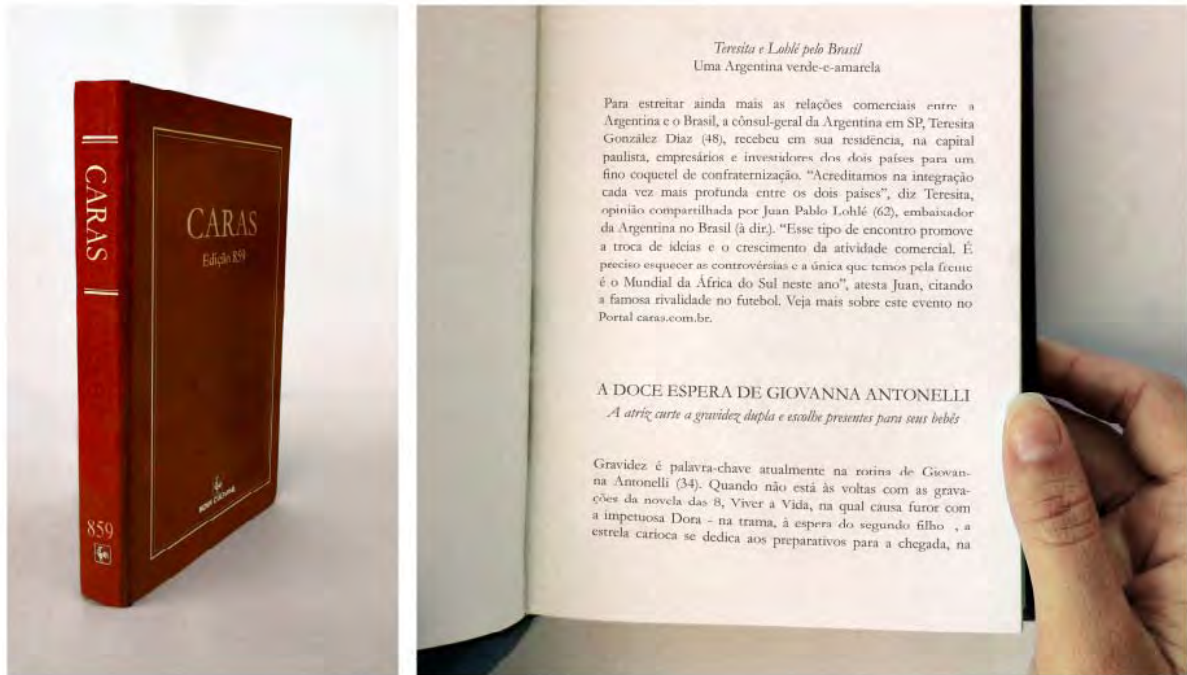 CARAS
859
CARAS
Edição 859
Teresita e Lohlé pelo Brasil
Uma Argentina verde-e-amarela
Para estreitar ainda mais as relações comerciais entre a
Argentina e o Brasil, a cônsul-geral da Argentina em SP, Teresita
González Díaz (48), recebeu em sua residência, na capital
paulista, empresários e investidores dos dois países para um
fino coquetel de confraternização. “Acreditamos na integração
cada vez mais profunda entre os dois países”, diz Teresita,
opinião compartilhada por Juan Pablo Lohlé (62), embaixador
da Argentina no Brasil (à dir.). “Esse tipo de encontro promove
a troca de ideias e o crescimento da atividade comercial. É
preciso esquecer as controvérsias e a única que temos pela frente
é o Mundial da África do Sul neste ano”, atesta Juan, citando
a famosa rivalidade no futebol. Veja mais sobre este evento no
Portal caras.com.br.
A DOCE ESPERA DE GIOVANNA ANTONELLI
A atriz curte a gravidez dupla e escolhe presentes para seus bebês
Gravidez é palavra-chave atualmente na rotina de Giovan-
na Antonelli (34). Quando não está às voltas com as grava-
ções da novela das 8, Viver a Vida, na qual causa furor com
a impetuosa Dora - na trama, à espera do segundo filho , a
estrela carioca se dedica aos preparativos para a chegada, na